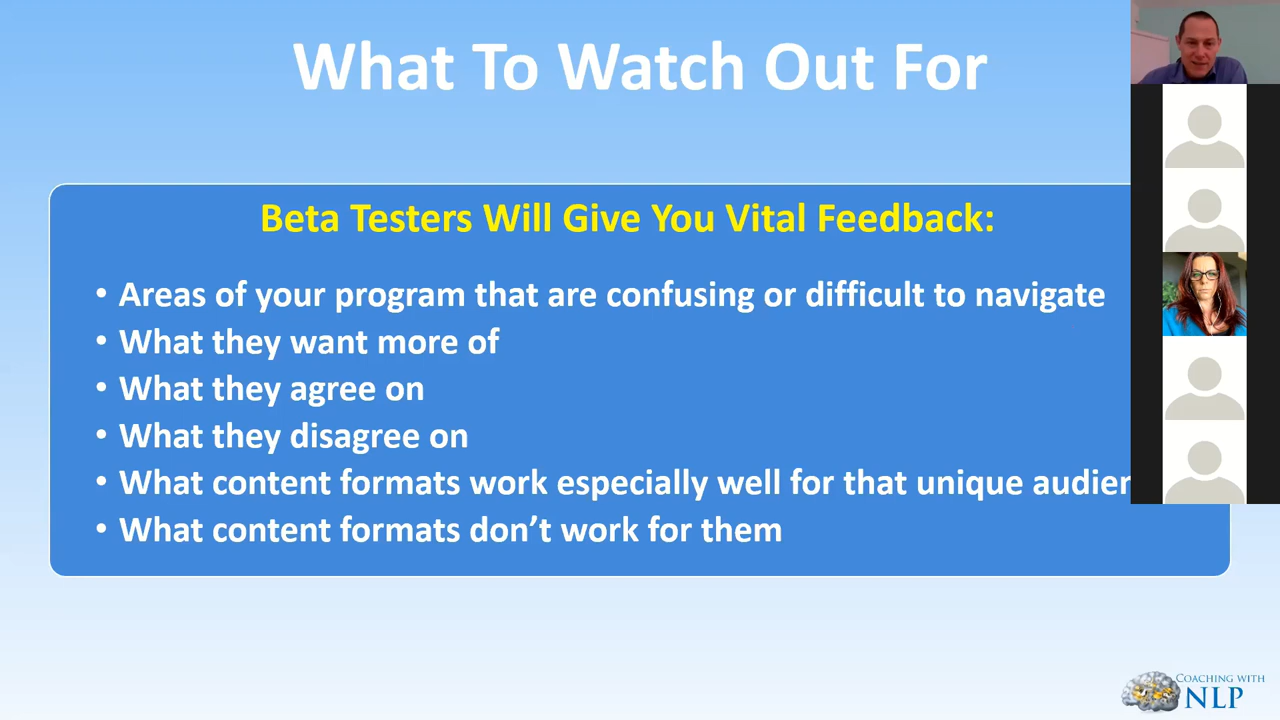 What To Watch Out For
Beta Testers Will Give You Vital Feedback:
• Areas of your program that are confusing or difficult to navigate
• What they want more of
• What they agree on
• What they disagree on
• What content formats work especially well for that unique
• What content formats don’t work for them
COACHING WITH
NLP